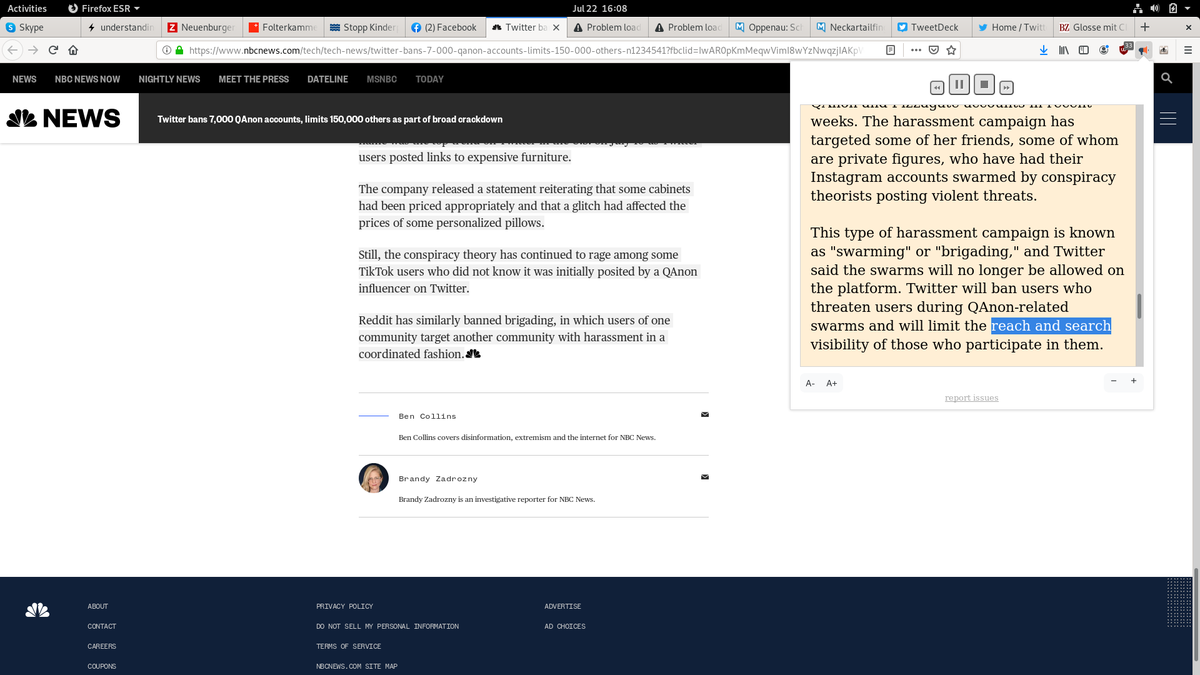 Activities Firefox ESR Jul 22 16:08
Skype understandin Neuenburger Folterkamme Stopp Kinder (2) Facebook Twitter ba Problem load Problem load Oppenau: Sc Neckartailfin TweetDeck Home / Twitt BZ Glosse mit
https://www.nbcnews.com/tech/tech-news/twitter-bans-7-000-qanon-accounts-limits-150-000-others-n1234541?fbclid=
33
NEWS NBC NEWS NOW NIGHTLY NEWS MEET THE PRESS DATELINE MSNBC TODAY
NEWS Twitter bans 7,000 QAnon accounts, limits 150,000 others as part of broad crackdown
users posted links to expensive furniture.
The company released a statement reiterating that some cabinets
had been priced appropriately and that a glitch had affected the
prices of some personalized pillows.
Still, the conspiracy theory has continued to rage among some
TikTok users who did not know it was initially posited by a QAnon
influencer on Twitter.
Reddit has similarly banned brigading, in which users of one
community target another community with harassment in a
coordinated fashion.
Ben Collins
Ben Collins covers disinformation, extremism and the internet for NBC News.
Brandy Zadrozny
Brandy Zadrozny is an investigative reporter for NBC News.
QAnon and Pizzagate accounts in recent
weeks. The harassment campaign has
targeted some of her friends, some of whom
are private figures, who have had their
Instagram accounts swarmed by conspiracy
theorists posting violent threats.
This type of harassment campaign is known
as "swarming" or "brigading," and Twitter
said the swarms will no longer be allowed on
the platform. Twitter will ban users who
threaten users during QAnon-related
swarms and will limit the reach and search
visibility of those who participate in them.
A- A+ - +
report issues
ABOUT PRIVACY POLICY ADVERTISE
CONTACT DO NOT SELL MY PERSONAL INFORMATION AD CHOICES
CAREERS TERMS OF SERVICE
COUPONS NBCNEWS.COM SITE MAP